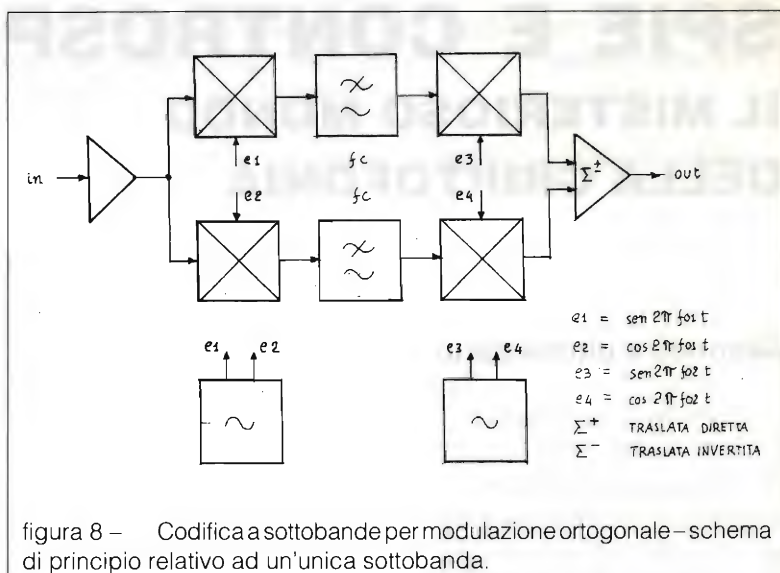 in
e1
fc
e3
e2
fc
e4
Σ±
out
e1 e2
e3 e4
e1 = sen 2π fo1 t
e2 = cos 2π fo1 t
e3 = sen 2π fo2 t
e4 = cos 2π fo2 t
Σ⁺ TRASLATA DIRETTA
Σ⁻ TRASLATA INVERTITA
figura 8 – Codifica a sottobande per modulazione ortogonale – schema
di principio relativo ad un'unica sottobanda.